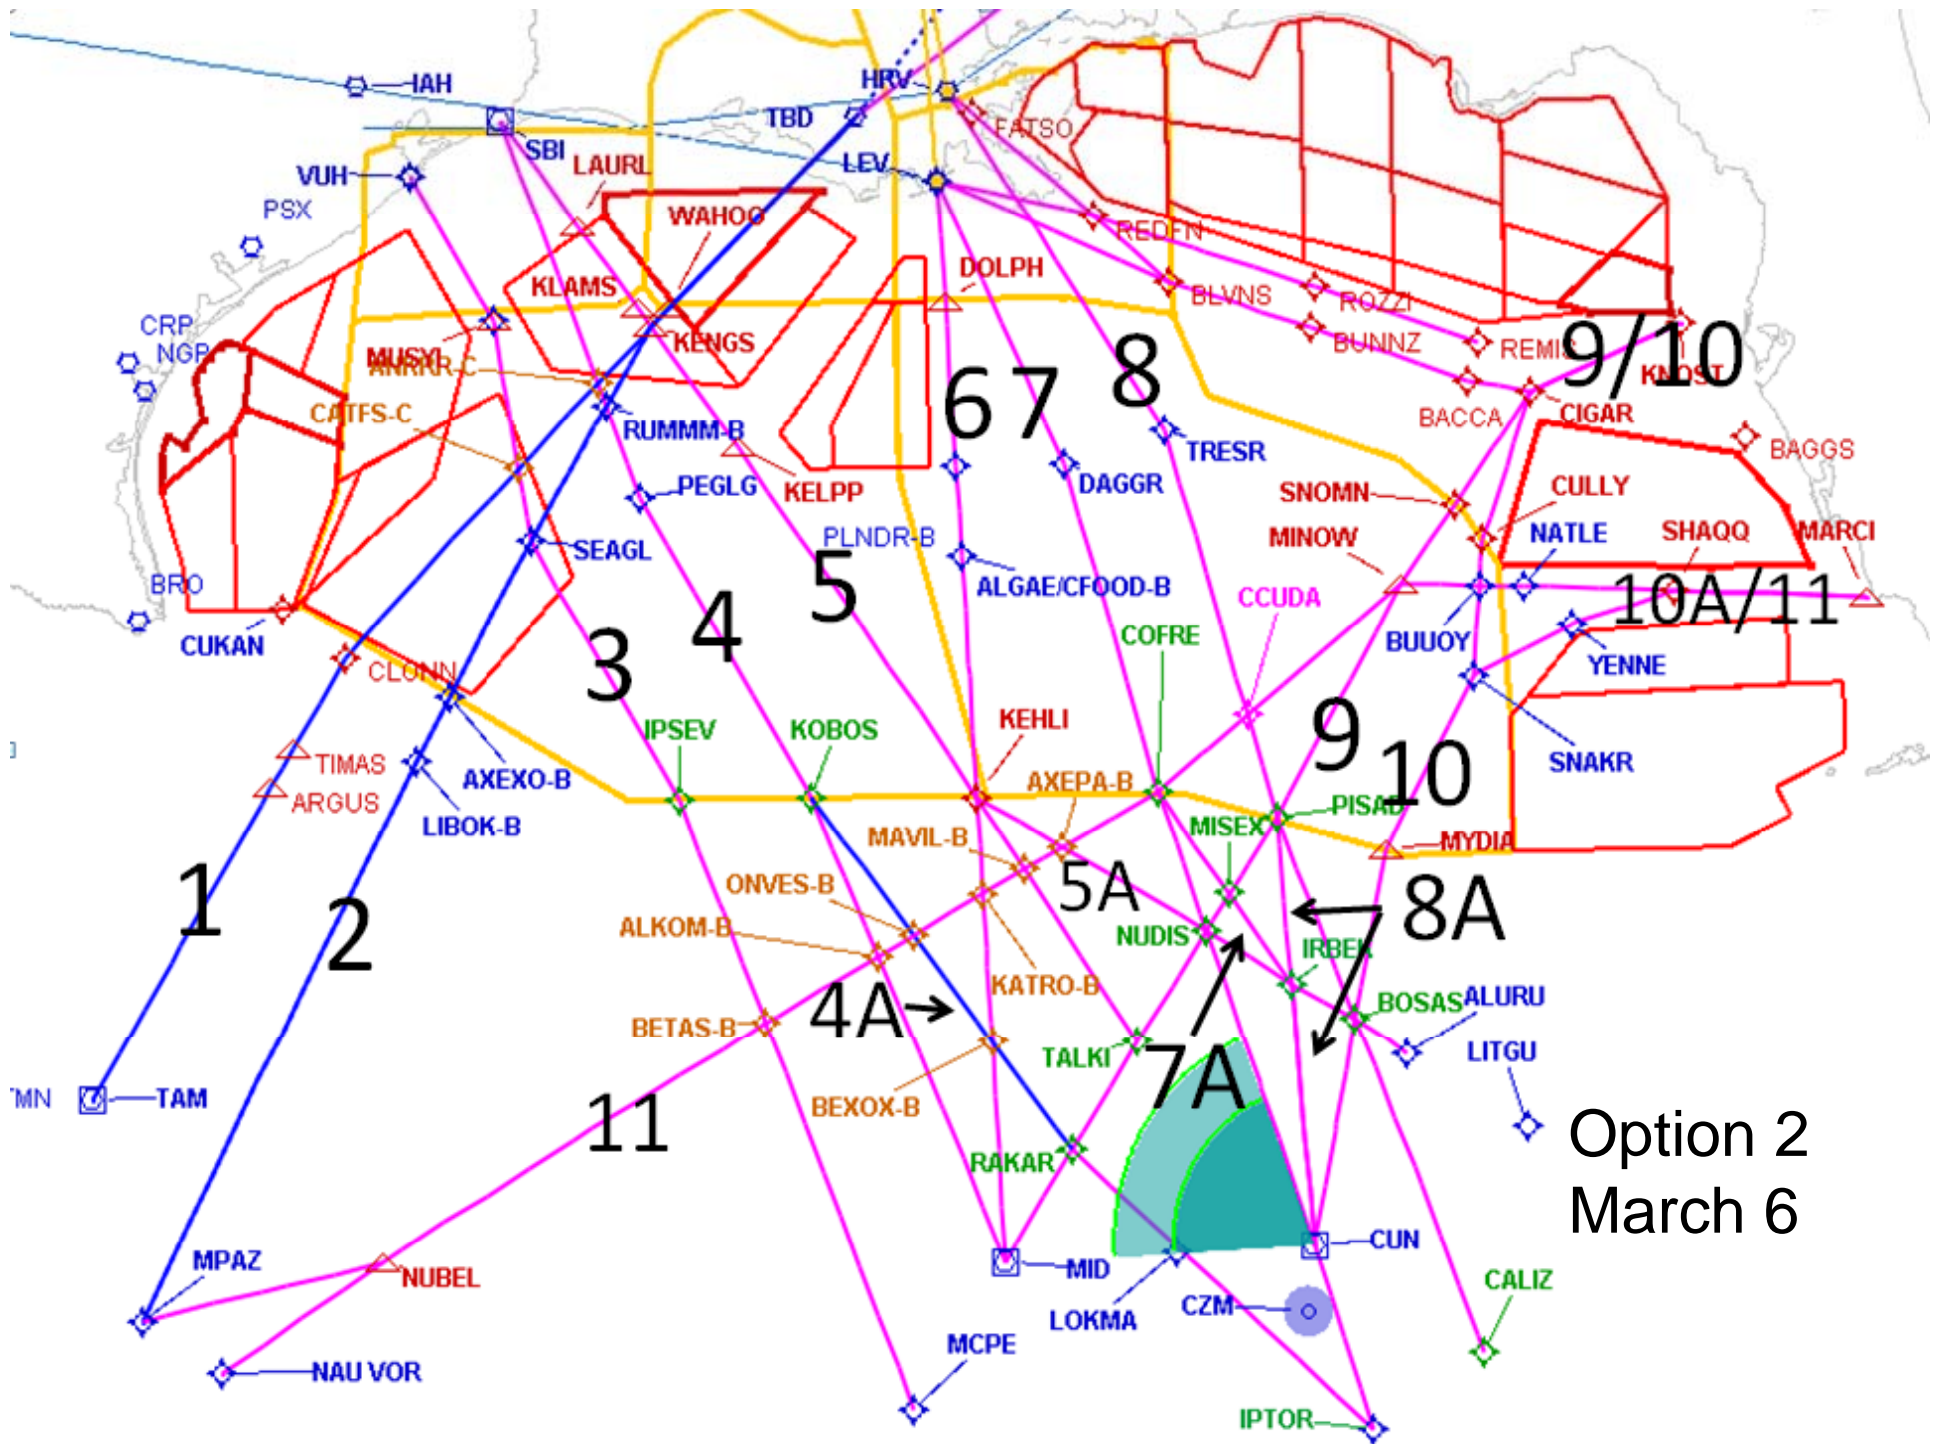 IAH
HRV
TBD
FATSO
SBI
LAURL
LEV
VUH
PSX
WAHOO
REDFN
DOLPH
KLAMS
BLVNS
ROZZI
CRP
NGP
MUSYL
KENGS
BUNNZ
REMIS
9/10
KNOST
ANRKR-C
CATFS-C
6
7
8
BACCA
CIGAR
RUMMM-B
TRESR
BAGGS
PEGLG
KELPP
DAGGR
SNOMN
CULLY
PLNDR-B
MINOW
NATLE
SHAQQ
MARCI
SEAGL
BRO
5
ALGAE/CFOOD-B
CCUDA
10A/11
CUKAN
4
COFRE
BUUOY
YENNE
3
CLONN
IPSEV
KOBOS
KEHLI
9
SNAKR
TIMAS
AXEXO-B
AXEPA-B
10
ARGUS
PISAD
LIBOK-B
MAVIL-B
MISEX
MYDIA
1
2
ONVES-B
5A
8A
ALKOM-B
NUDIS
IRBEK
KATRO-B
BOSAS
ALURU
BETAS-B
4A
TALKI
LITGU
7A
TMN
TAM
BEXOX-B
11
Option 2
RAKAR
March 6
MPAZ
NUBEL
MID
CUN
CALIZ
LOKMA
CZM
NAU VOR
MCPE
IPTOR